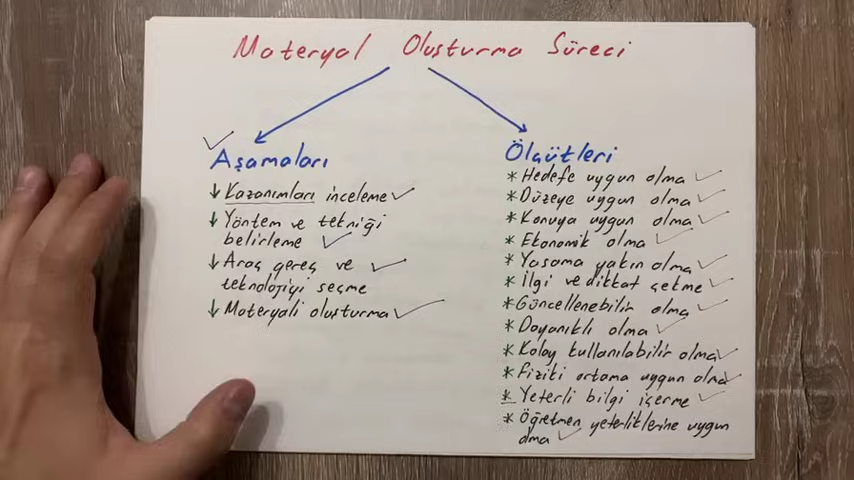 Materyal Oluşturma Süreci
Aşamaları
↓ Kazanımları inceleme
↓ Yöntem ve tekniği
belirleme
↓ Araç gereç ve
teknolojiyi seçme
↓ Materyali oluşturma
Ölçütleri
* Hedefe uygun olma
* Düzeye uygun olma
* Konuya uygun olma
* Ekonomik olma
* Yaşama yakın olma
* İlgi ve dikkat çekme
* Güncellenebilir olma
* Dayanıklı olma
* Kolay kullanılabilir olma
* Fiziki ortama uygun olma
* Yeterli bilgi içerme
* Öğretmen yeterliklerine uygun
olma